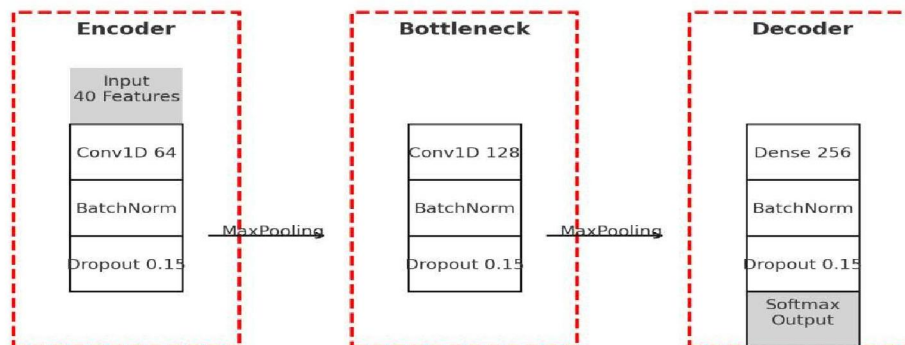 Encoder
Input
40 Features
Conv1D 64
BatchNorm
Dropout 0.15
MaxPooling
Bottleneck
Conv1D 128
BatchNorm
Dropout 0.15
MaxPooling
Decoder
Dense 256
BatchNorm
Dropout 0.15
Softmax
Output